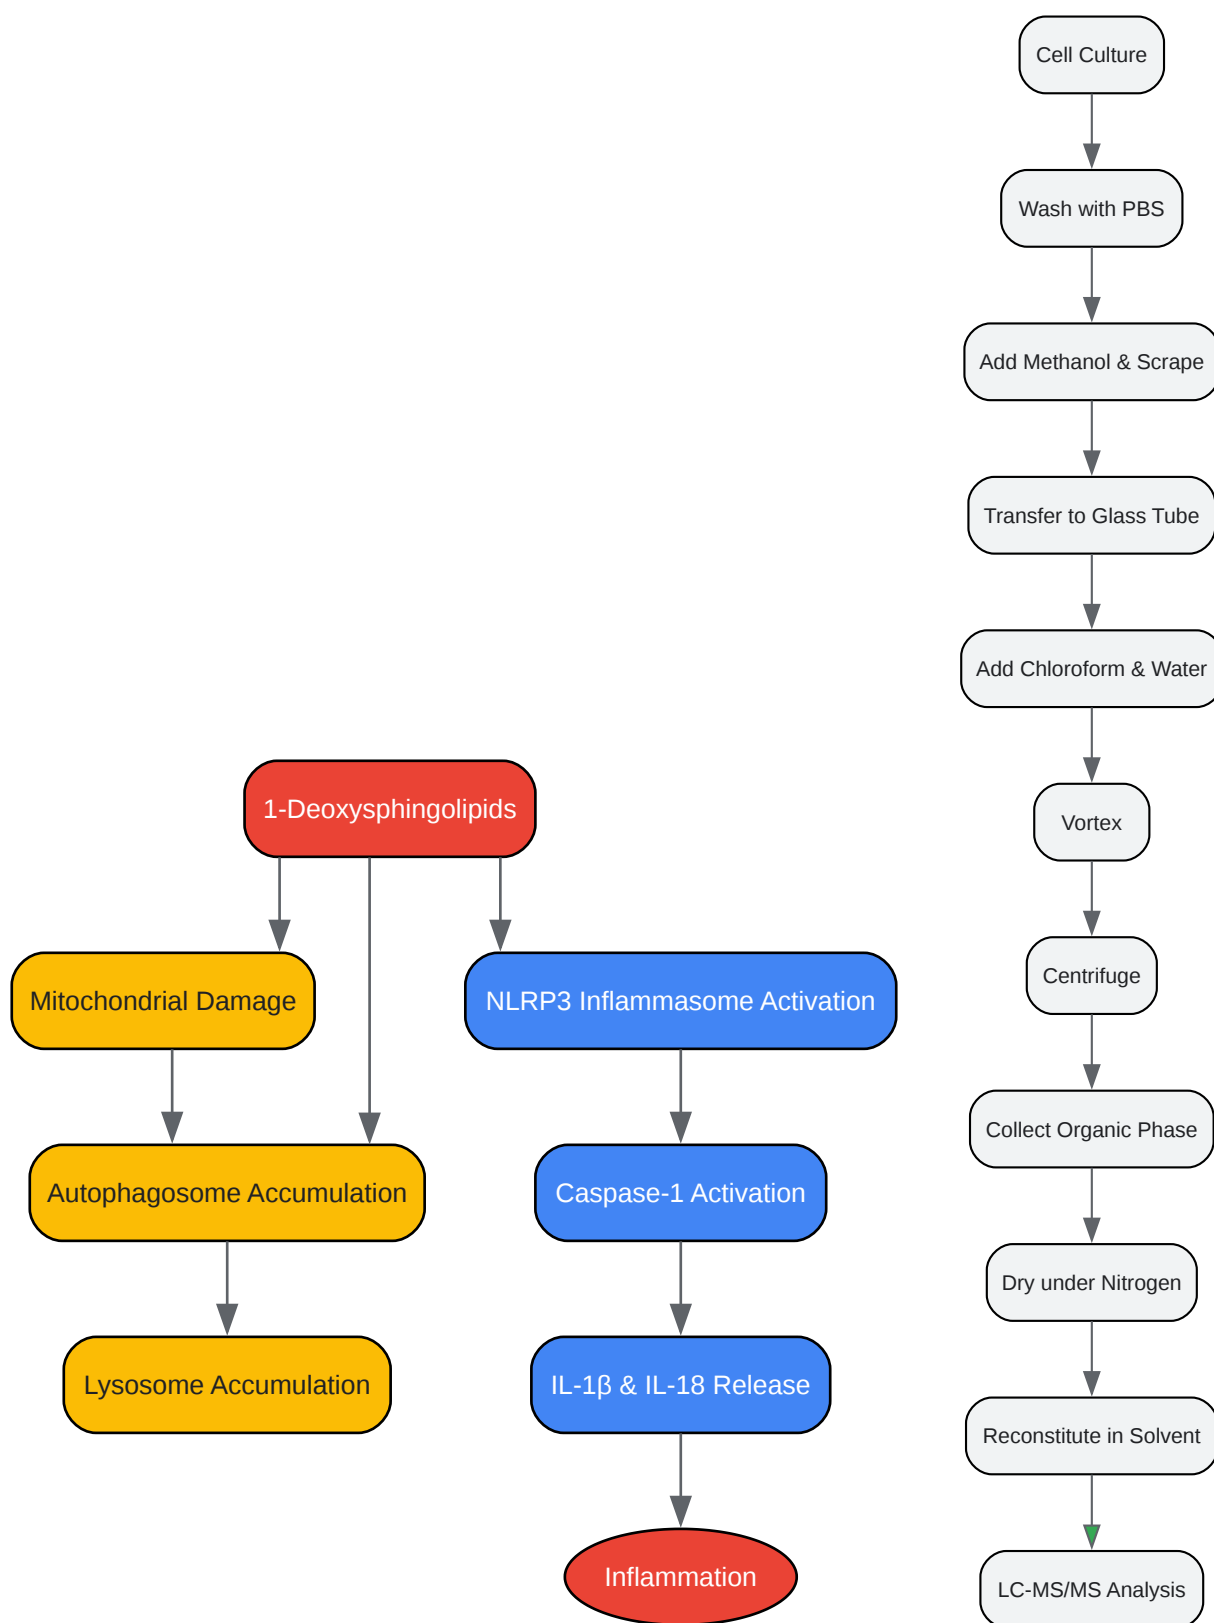 1-Deoxysphingolipids
Mitochondrial Damage
NLRP3 Inflammasome Activation
Autophagosome Accumulation
Caspase-1 Activation
Lysosome Accumulation
IL-1β & IL-18 Release
Inflammation
Cell Culture
Wash with PBS
Add Methanol & Scrape
Transfer to Glass Tube
Add Chloroform & Water
Vortex
Centrifuge
Collect Organic Phase
Dry under Nitrogen
Reconstitute in Solvent
LC-MS/MS Analysis